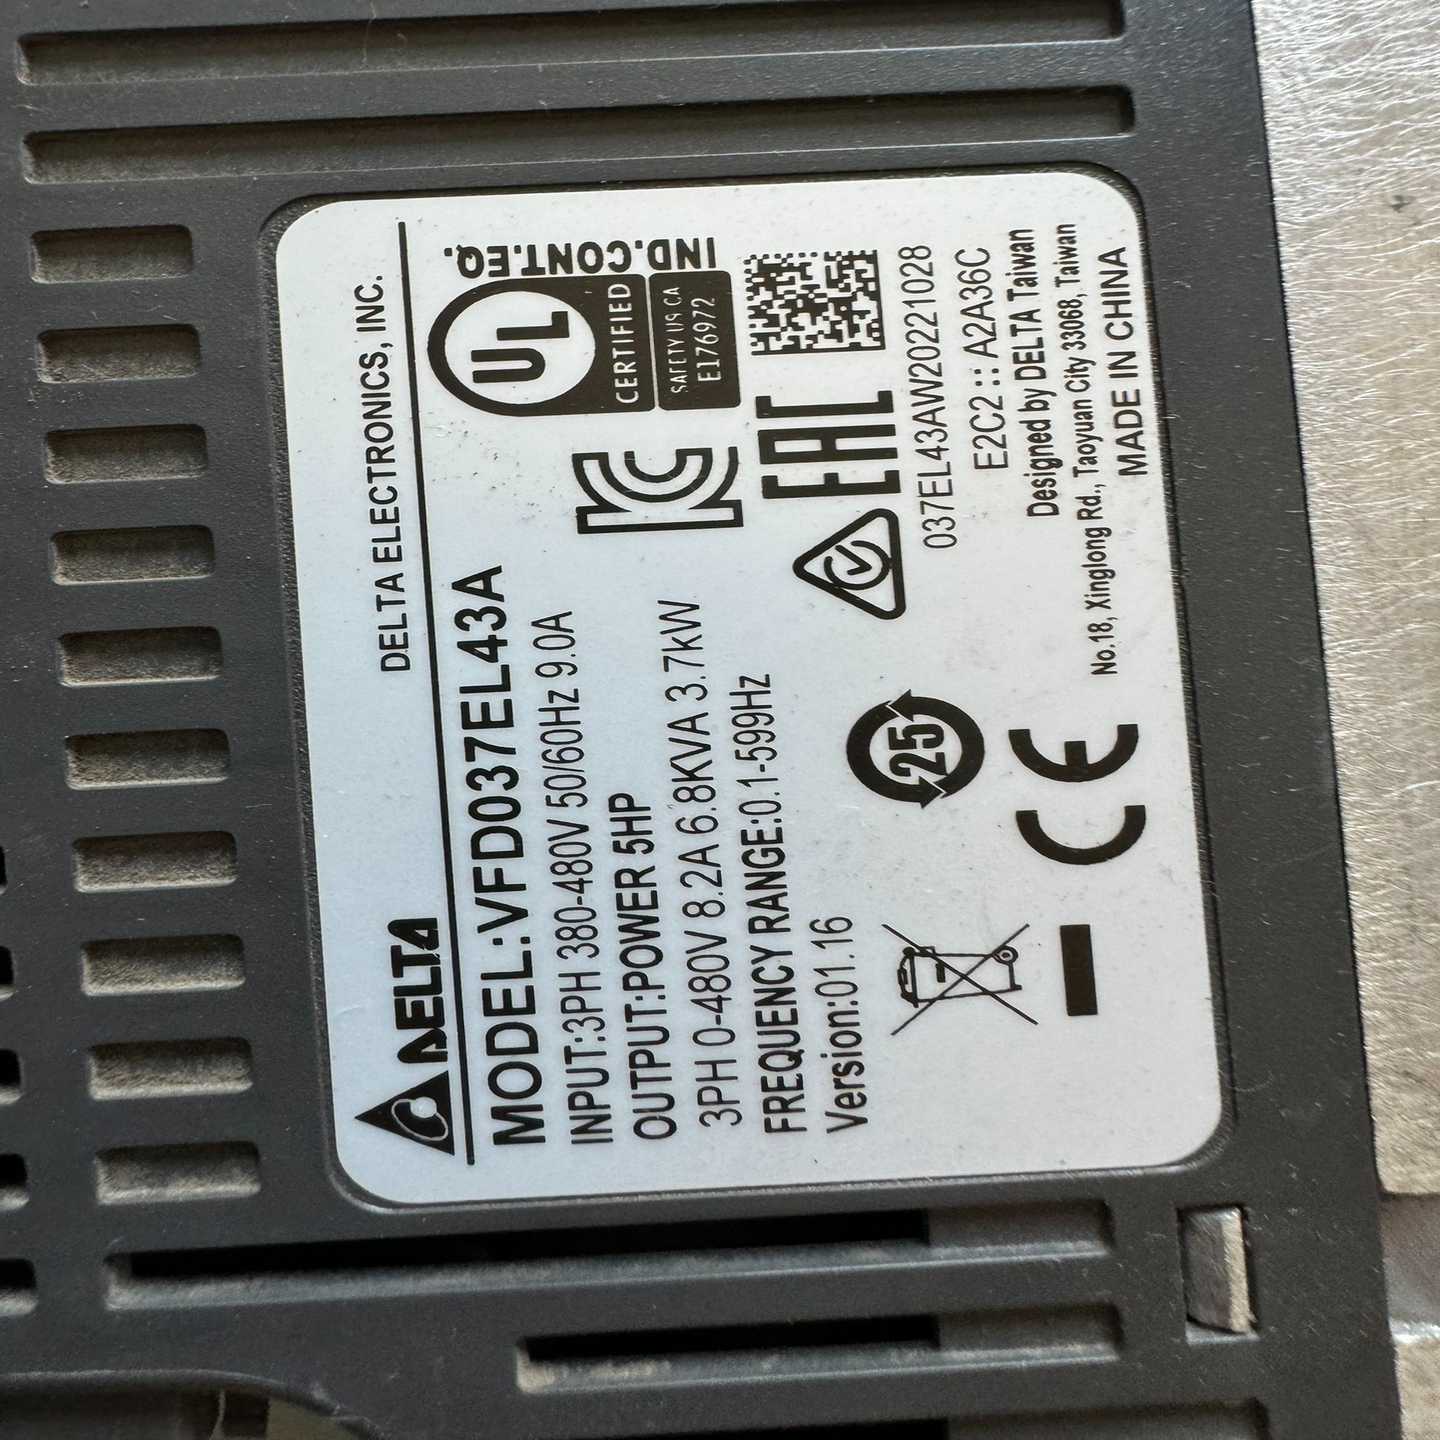 DELTA
DELTA ELECTRONICS, INC.
MODEL:VFD037EL43A
INPUT:3PH 380-480V 50/60Hz 9.0A
OUTPUT:POWER 5HP
3PH 0-480V 8.2A 6.8KVA 3.7kW
FREQUENCY RANGE:0.1-599Hz
Version:01.16
IND.CONT.EQ.
UL
CERTIFIED
SAFETY US CA
E176972
KC
EAC
25
CE
037EL43AW20221028
E2C2 :: A2A36C
Designed by DELTA Taiwan
No.18, Xinglong Rd., Taoyuan City 33068, Taiwan
MADE IN CHINA